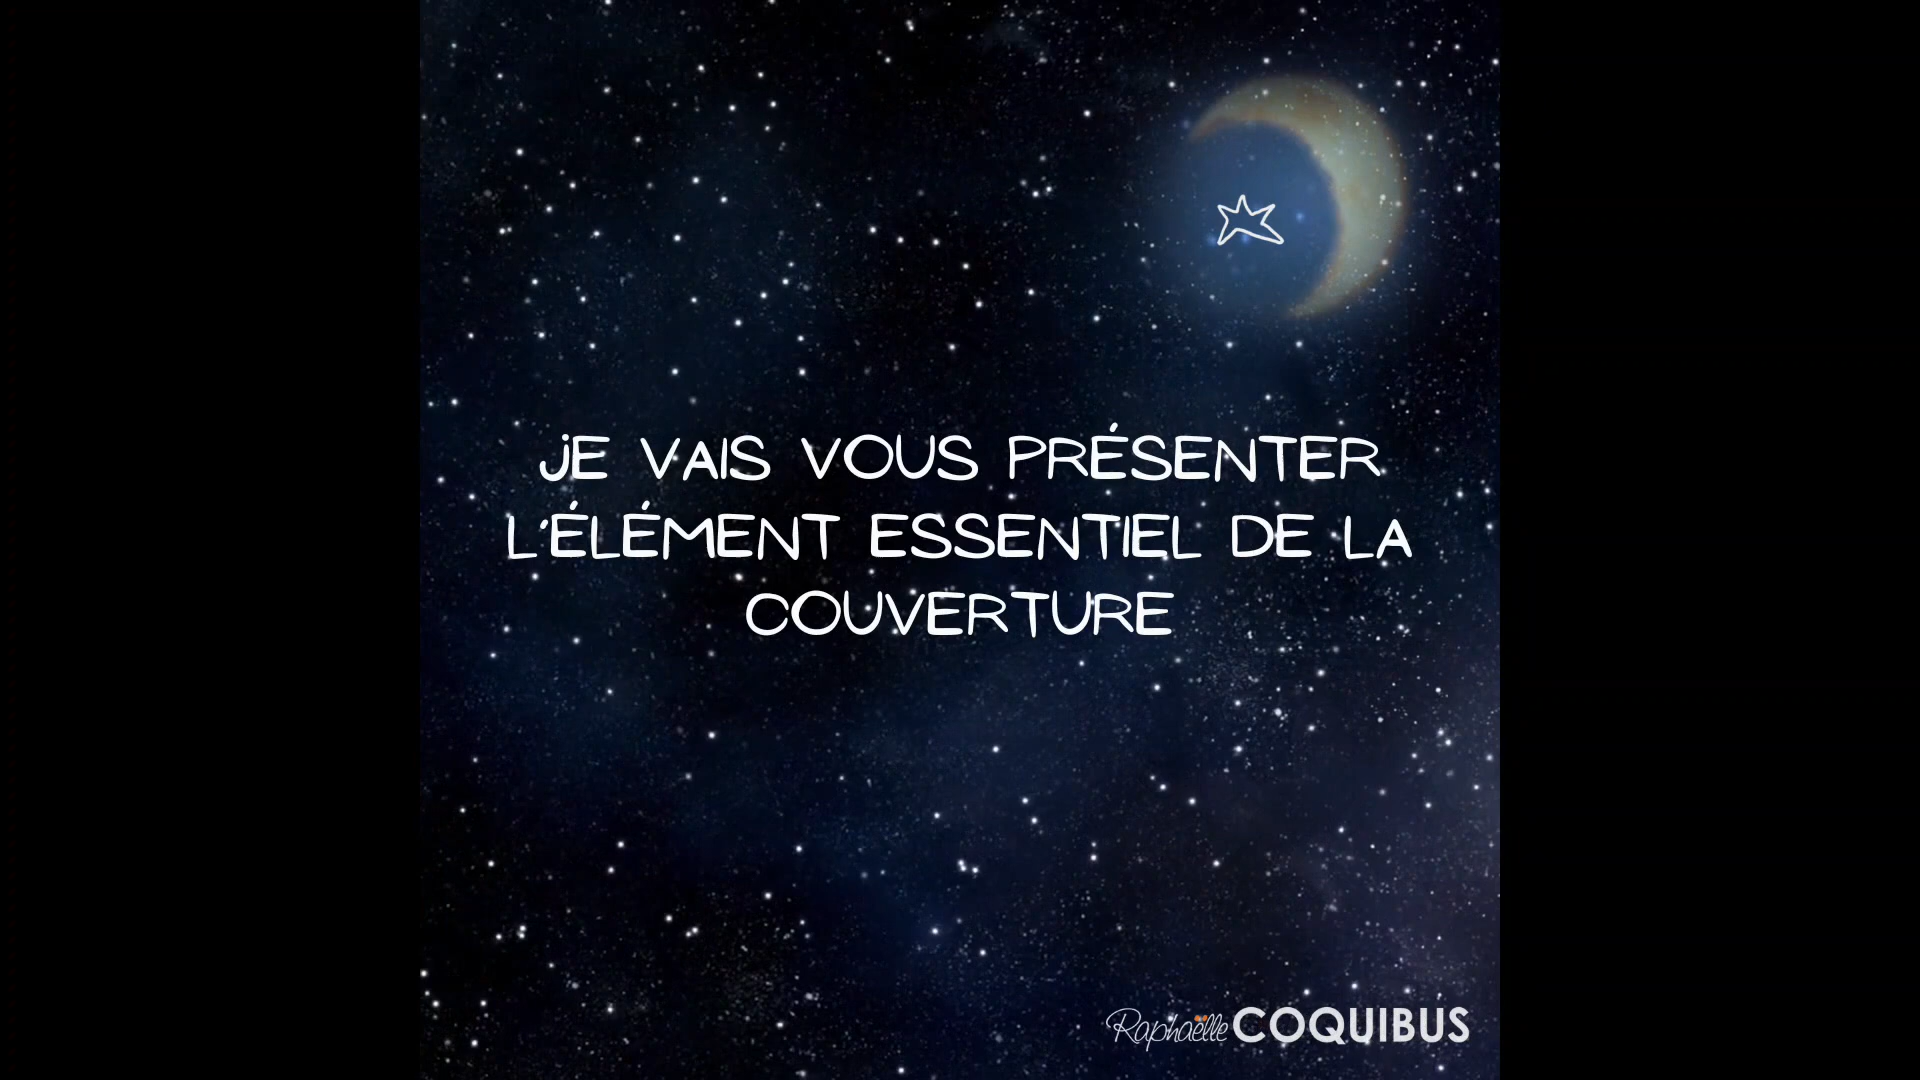 JE VAIS VOUS PRÉSENTER
L'ÉLÉMENT ESSENTIEL DE LA
COUVERTURE
Raphaëlle COQUIBUS